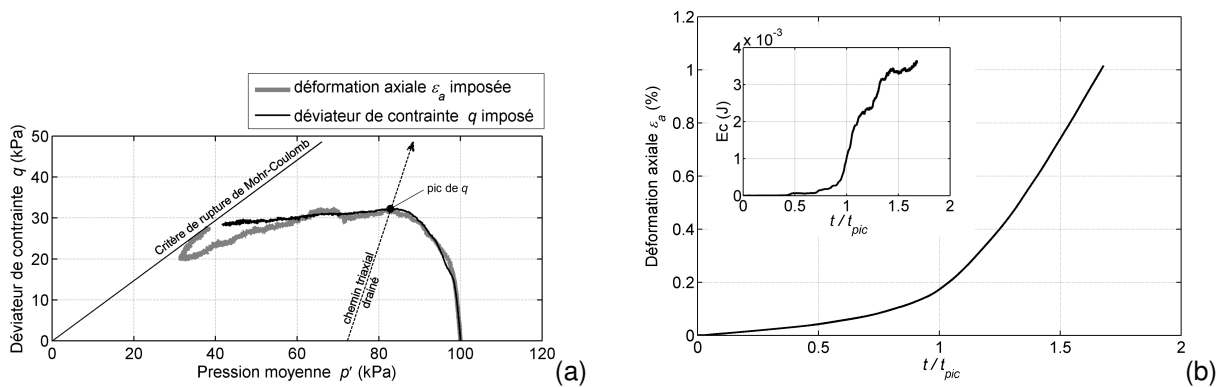 déformation axiale εa imposée
déviateur de contrainte q imposé
Déviateur de contrainte q (kPa)
50
40
30
20
10
0
Critère de rupture de Mohr-Coulomb
pic de q
chemin triaxial
drainé
0 20 40 60 80 100 120
Pression moyenne p' (kPa)
(a)
Déformation axiale εa (%)
1.2
1
0.8
0.6
0.4
0.2
0
x 10⁻³
Ec (J)
4
3
2
1
0
0 0.5 1 1.5 2
t / tpic
0 0.5 1 1.5 2
t / tpic
(b)